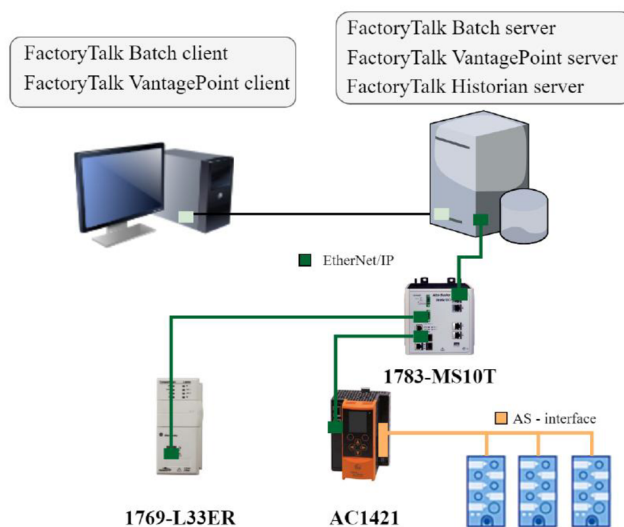 FactoryTalk Batch client
FactoryTalk VantagePoint client
FactoryTalk Batch server
FactoryTalk VantagePoint server
FactoryTalk Historian server
EtherNet/IP
1783-MS10T
AS - interface
1769-L33ER
AC1421